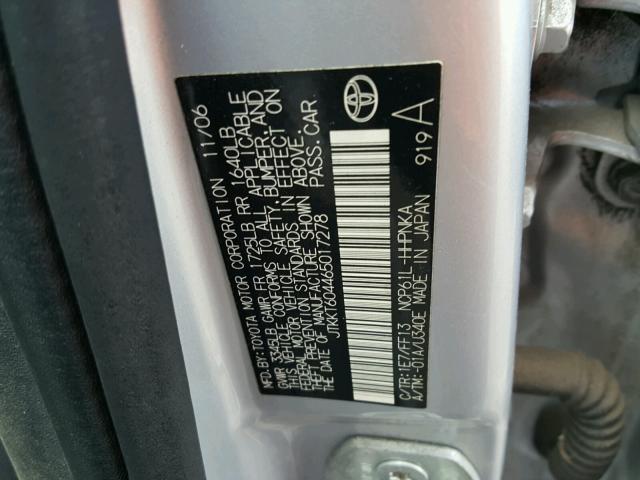 MFD.BY:TOYOTA MOTOR CORPORATION 11/06
GVWR 3345LB GAWR FR 1725LB RR 1640LB
THIS VEHICLE CONFORMS TO ALL APPLICABLE
FEDERAL MOTOR VEHICLE SAFETY, BUMPER, AND
THEFT PREVENTION STANDARDS IN EFFECT ON
THE DATE OF MANUFACTURE SHOWN ABOVE.
JTKKT604465017278 PASS.CAR
C/TR:1E7/FF13 NCP61L-HHPNKA
A/TM:-01A/U340E MADE IN JAPAN
919 A